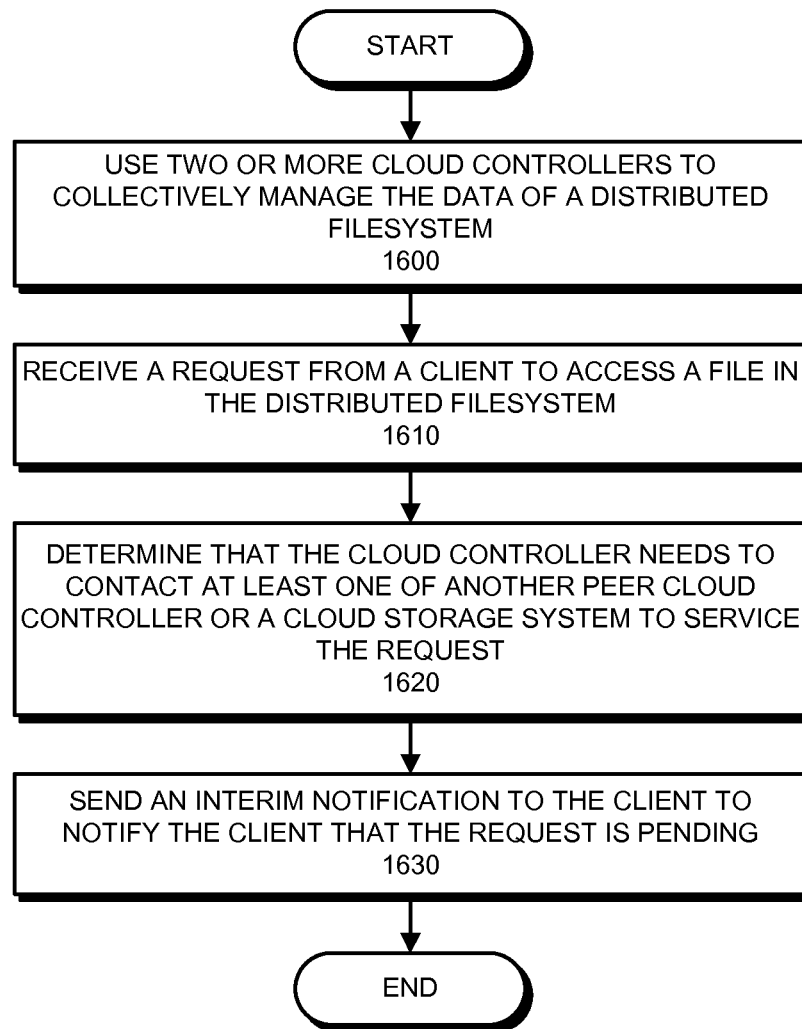 START
USE TWO OR MORE CLOUD CONTROLLERS TO
COLLECTIVELY MANAGE THE DATA OF A DISTRIBUTED
FILESYSTEM
1600
RECEIVE A REQUEST FROM A CLIENT TO ACCESS A FILE IN
THE DISTRIBUTED FILESYSTEM
1610
DETERMINE THAT THE CLOUD CONTROLLER NEEDS TO
CONTACT AT LEAST ONE OF ANOTHER PEER CLOUD
CONTROLLER OR A CLOUD STORAGE SYSTEM TO SERVICE
THE REQUEST
1620
SEND AN INTERIM NOTIFICATION TO THE CLIENT TO
NOTIFY THE CLIENT THAT THE REQUEST IS PENDING
1630
END